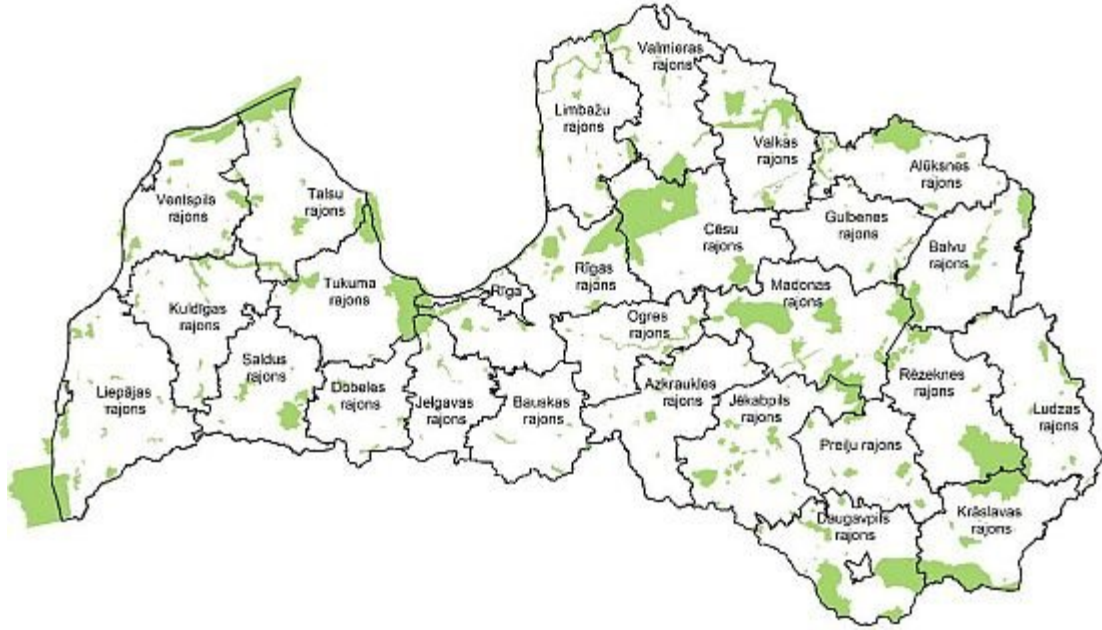 Valmieras
rajons
Limbažu
rajons
Valkas
rajons
Alūksnes
rajons
Ventspils
rajons
Talsu
rajons
Cēsu
rajons
Gulbenes
rajons
Balvu
rajons
Rīgas
rajons
Rīga
Tukuma
rajons
Madonas
rajons
Kuldīgas
rajons
Ogres
rajons
Saldus
rajons
Dobeles
rajons
Jelgavas
rajons
Bauskas
rajons
Aizkraukles
rajons
Jēkabpils
rajons
Rēzeknes
rajons
Liepājas
rajons
Ludzas
rajons
Preiļu rajons
Daugavpils
rajons
Krāslavas
rajons